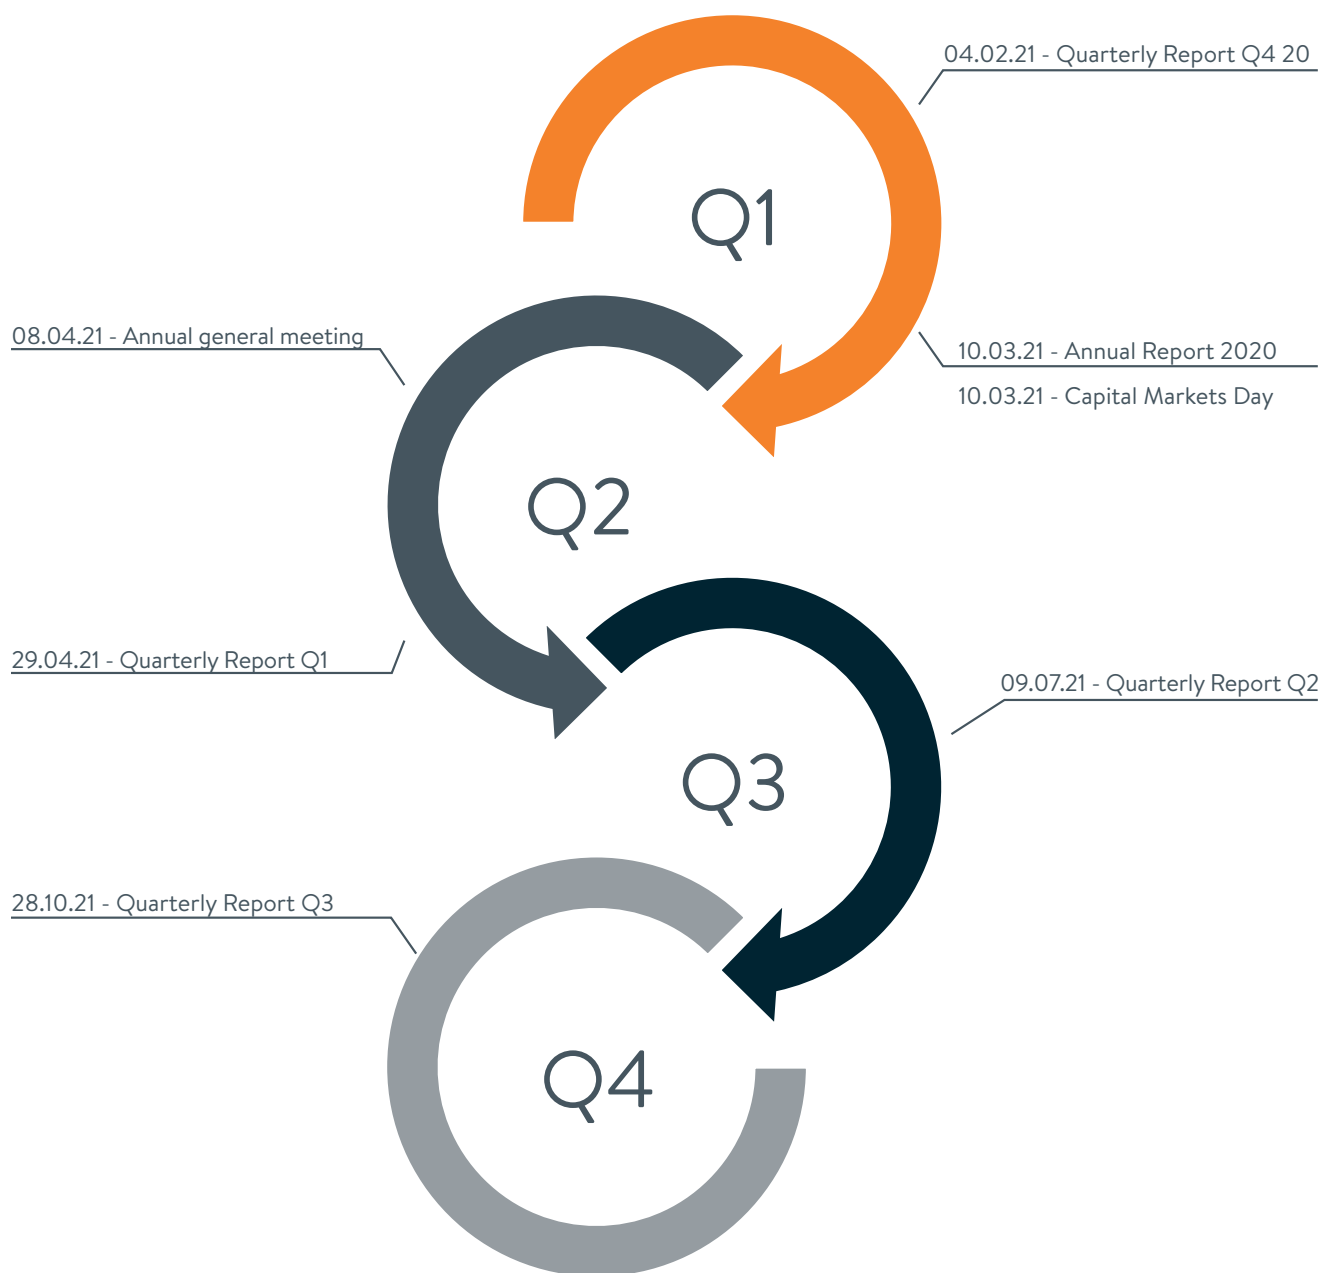 04.02.21 - Quarterly Report Q4 20
Q1
08.04.21 - Annual general meeting
10.03.21 - Annual Report 2020
10.03.21 - Capital Markets Day
Q2
29.04.21 - Quarterly Report Q1
09.07.21 - Quarterly Report Q2
Q3
28.10.21 - Quarterly Report Q3
Q4